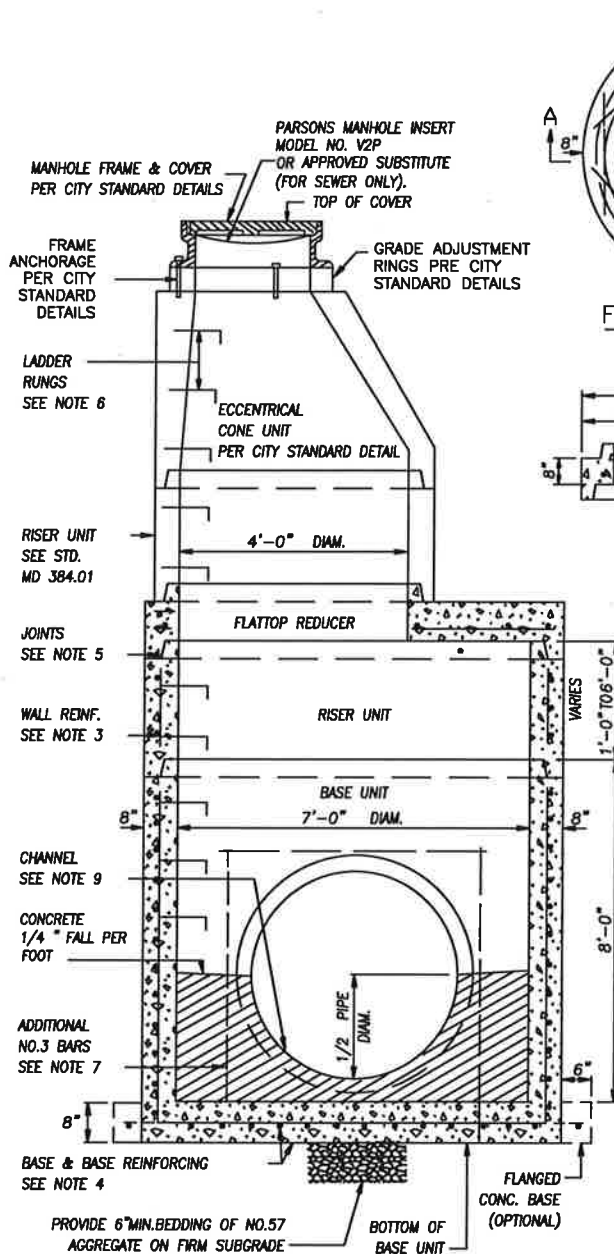 PARSONS MANHOLE INSERT
MODEL NO. V2P
OR APPROVED SUBSTITUTE
(FOR SEWER ONLY).
MANHOLE FRAME & COVER
PER CITY STANDARD DETAILS
TOP OF COVER
A
8"
FRAME
ANCHORAGE
PER CITY
STANDARD
DETAILS
GRADE ADJUSTMENT
RINGS PRE CITY
STANDARD DETAILS
F
LADDER
RUNGS
SEE NOTE 6
ECCENTRICAL
CONE UNIT
PER CITY STANDARD DETAIL
8"
RISER UNIT
SEE STD.
MD 384.01
4'-0" DIAM.
FLATTOP REDUCER
JOINTS
SEE NOTE 5
WALL REINF.
SEE NOTE 3
RISER UNIT
VARIES
1'-0"TO6'-0"
BASE UNIT
7'-0" DIAM.
8"
8"
CHANNEL
SEE NOTE 9
CONCRETE
1/4 " FALL PER
FOOT
8'-0"
1/2 PIPE
DIAM.
ADDITIONAL
NO.3 BARS
SEE NOTE 7
6"
8"
BASE & BASE REINFORCING
SEE NOTE 4
FLANGED
CONC. BASE
(OPTIONAL)
PROVIDE 6"MIN.BEDDING OF NO.57
AGGREGATE ON FIRM SUBGRADE
BOTTOM OF
BASE UNIT